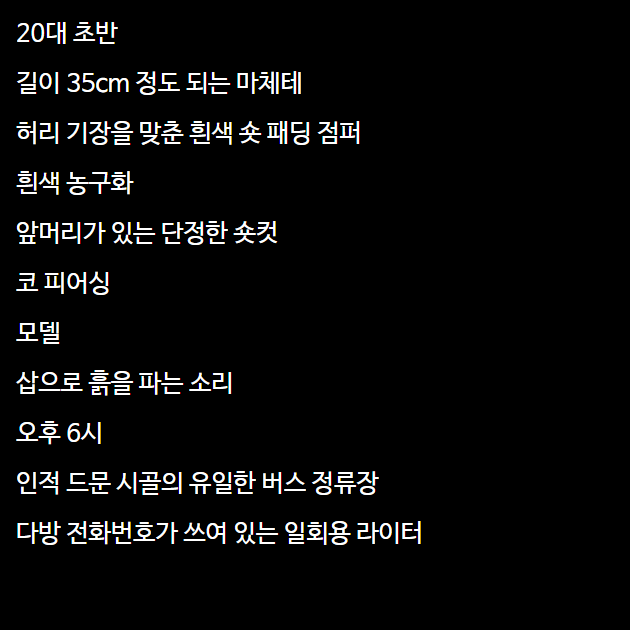 20대 초반
길이 35cm 정도 되는 마체테
허리 기장을 맞춘 흰색 숏 패딩 점퍼
흰색 농구화
앞머리가 있는 단정한 숏컷
코 피어싱
모델
삽으로 흙을 파는 소리
오후 6시
인적 드문 시골의 유일한 버스 정류장
다방 전화번호가 쓰여 있는 일회용 라이터